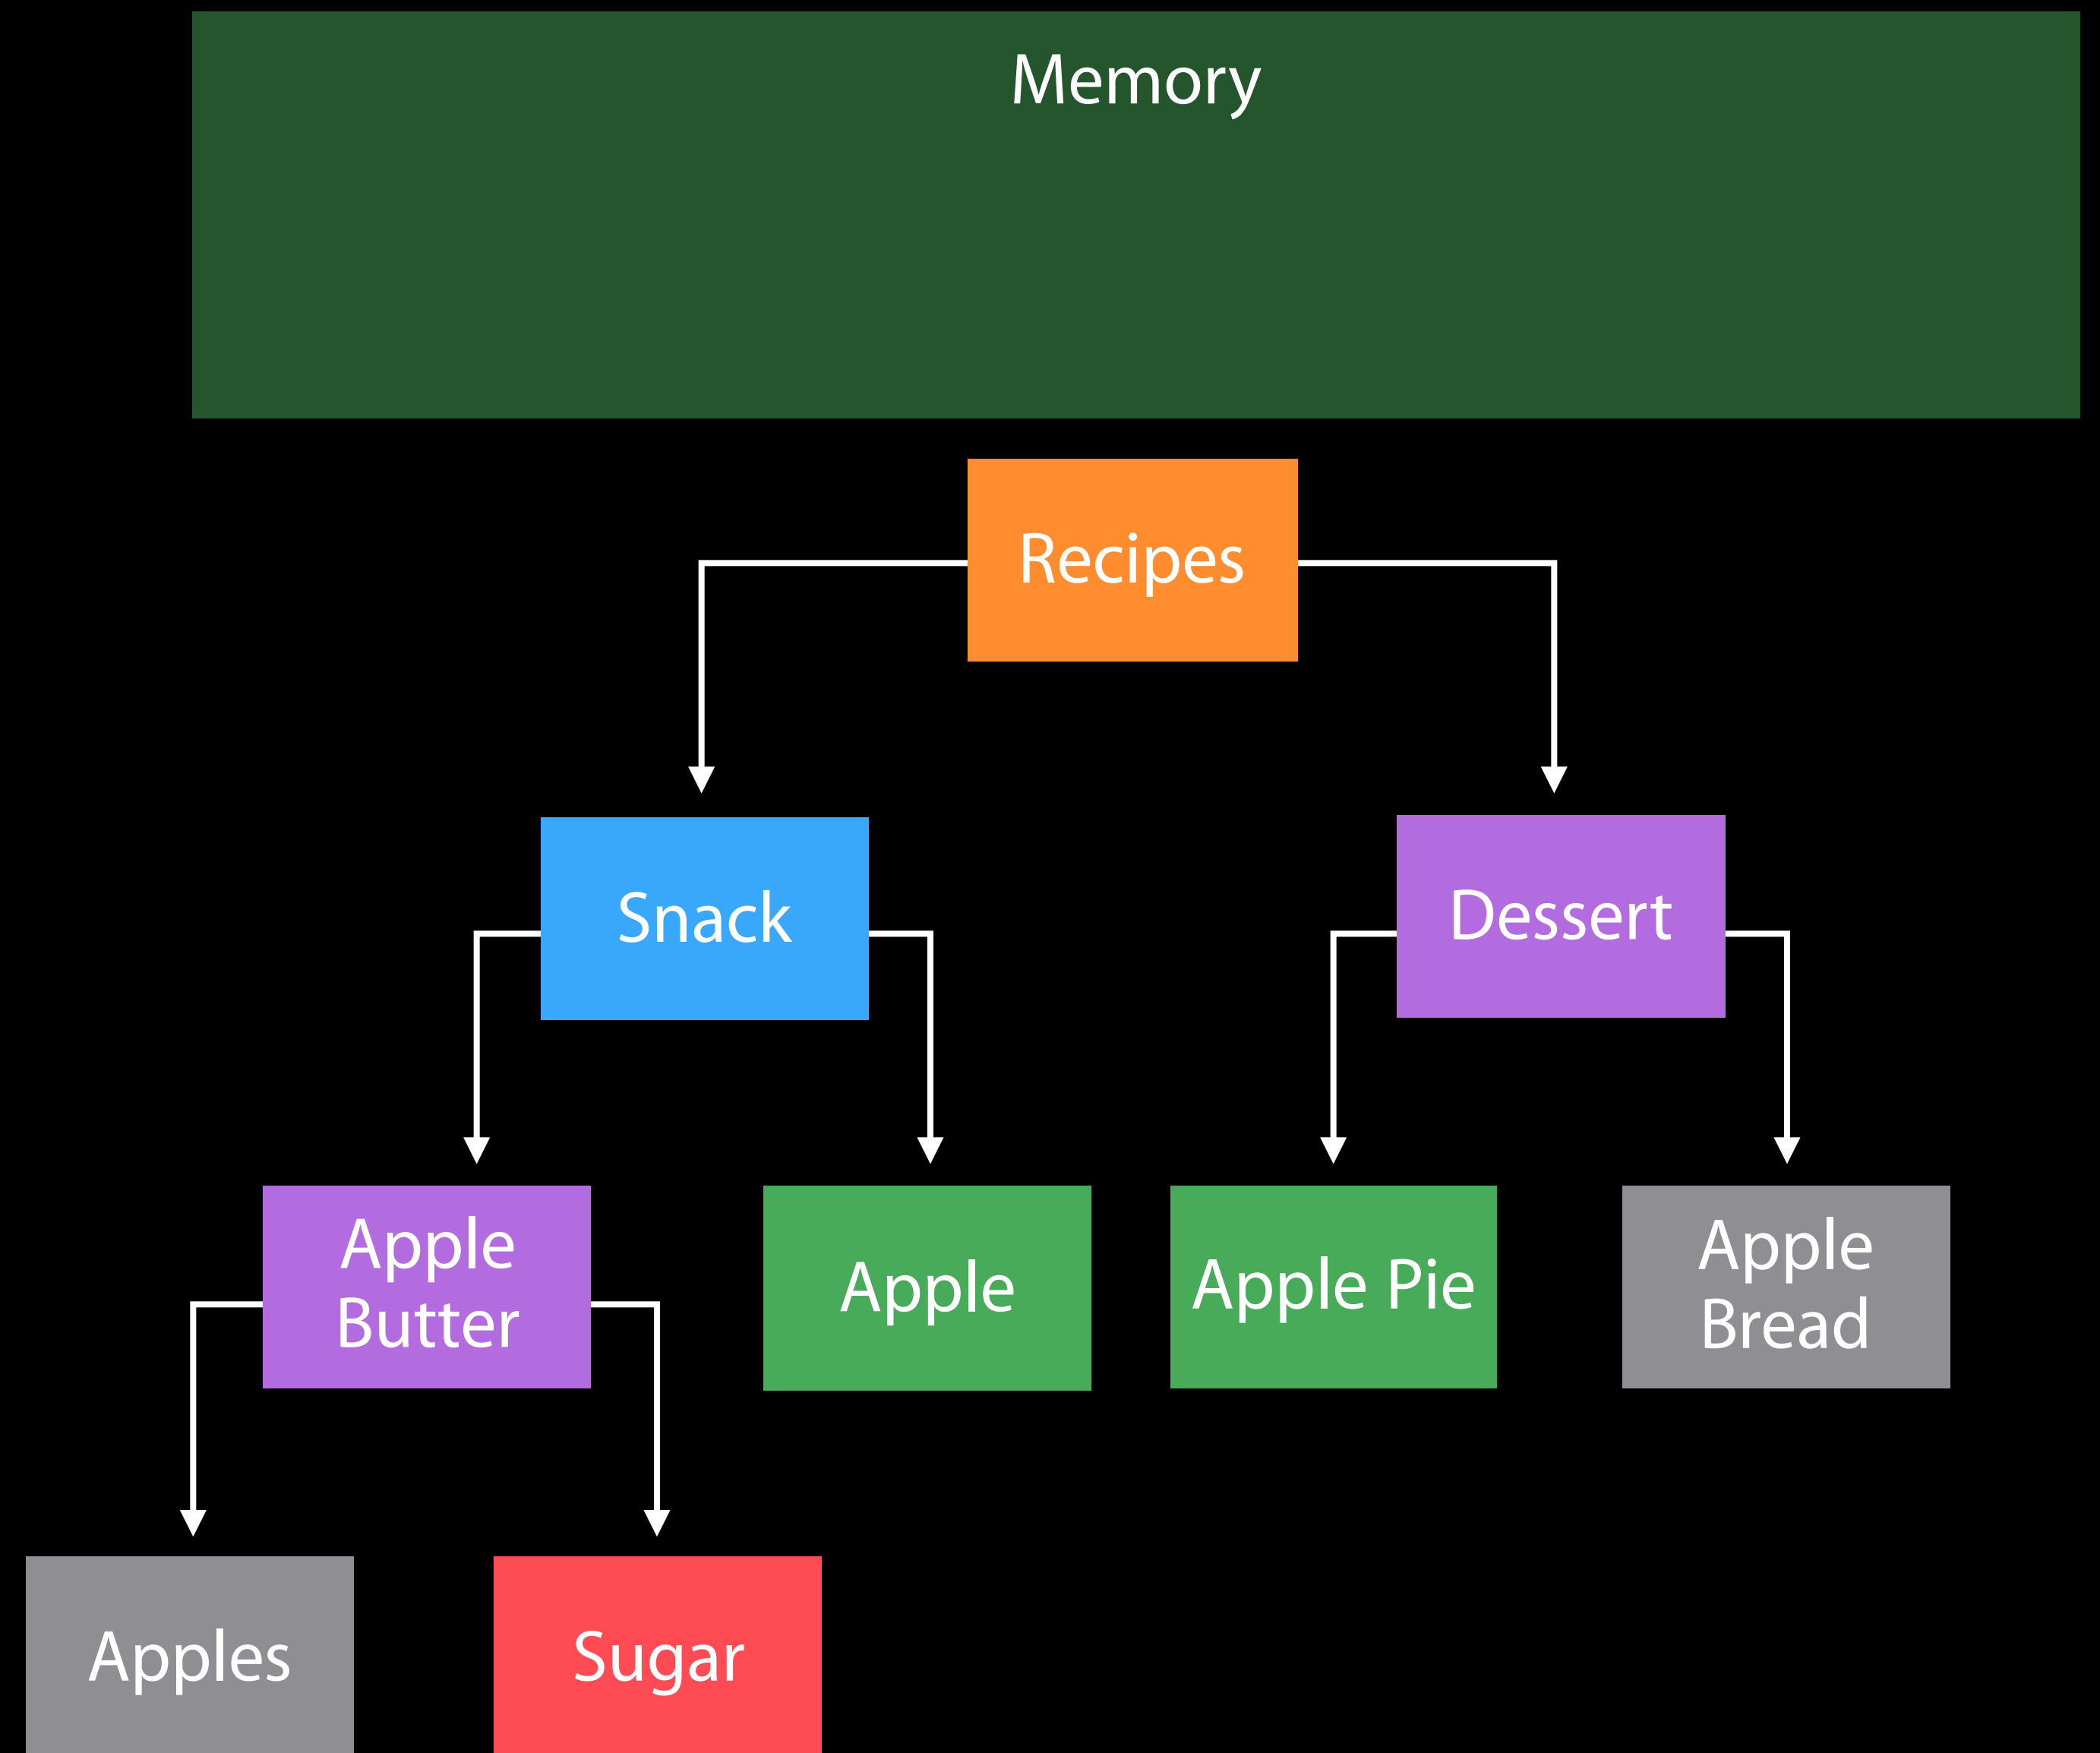 Memory
Recipes
Snack
Dessert
Apple
Butter
Apple
Apple Pie
Apple
Bread
Apples
Sugar